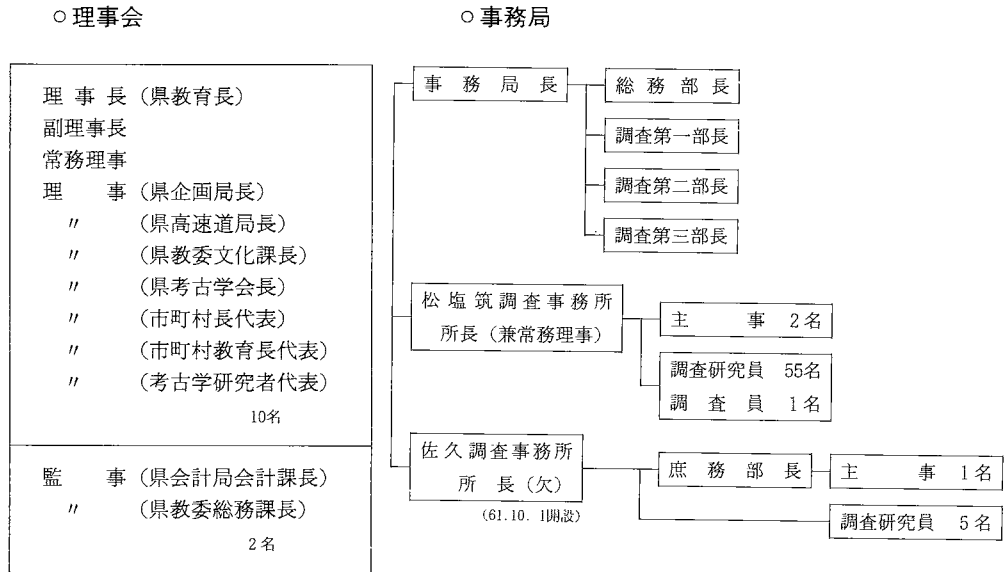 ○理事会
理事長(県教育長)
副理事長
常務理事
理　　事(県企画局長)
〃　(県高速道局長)
〃　(県教委文化課長)
〃　(県考古学会長)
〃　(市町村長代表)
〃　(市町村教育長代表)
〃　(考古学研究者代表)
10名
監　　事(県会計局会計課長)
〃　(県教委総務課長)
2名
○事務局
事務局長
総務部長
調査第一部長
調査第二部長
調査第三部長
松塩筑調査事務所
所長(兼常務理事)
主　　事　2名
調査研究員　55名
調査員　1名
佐久調査事務所
所　長(欠)
(61.10. 1開設)
庶務部長
主　　事　1名
調査研究員　5名